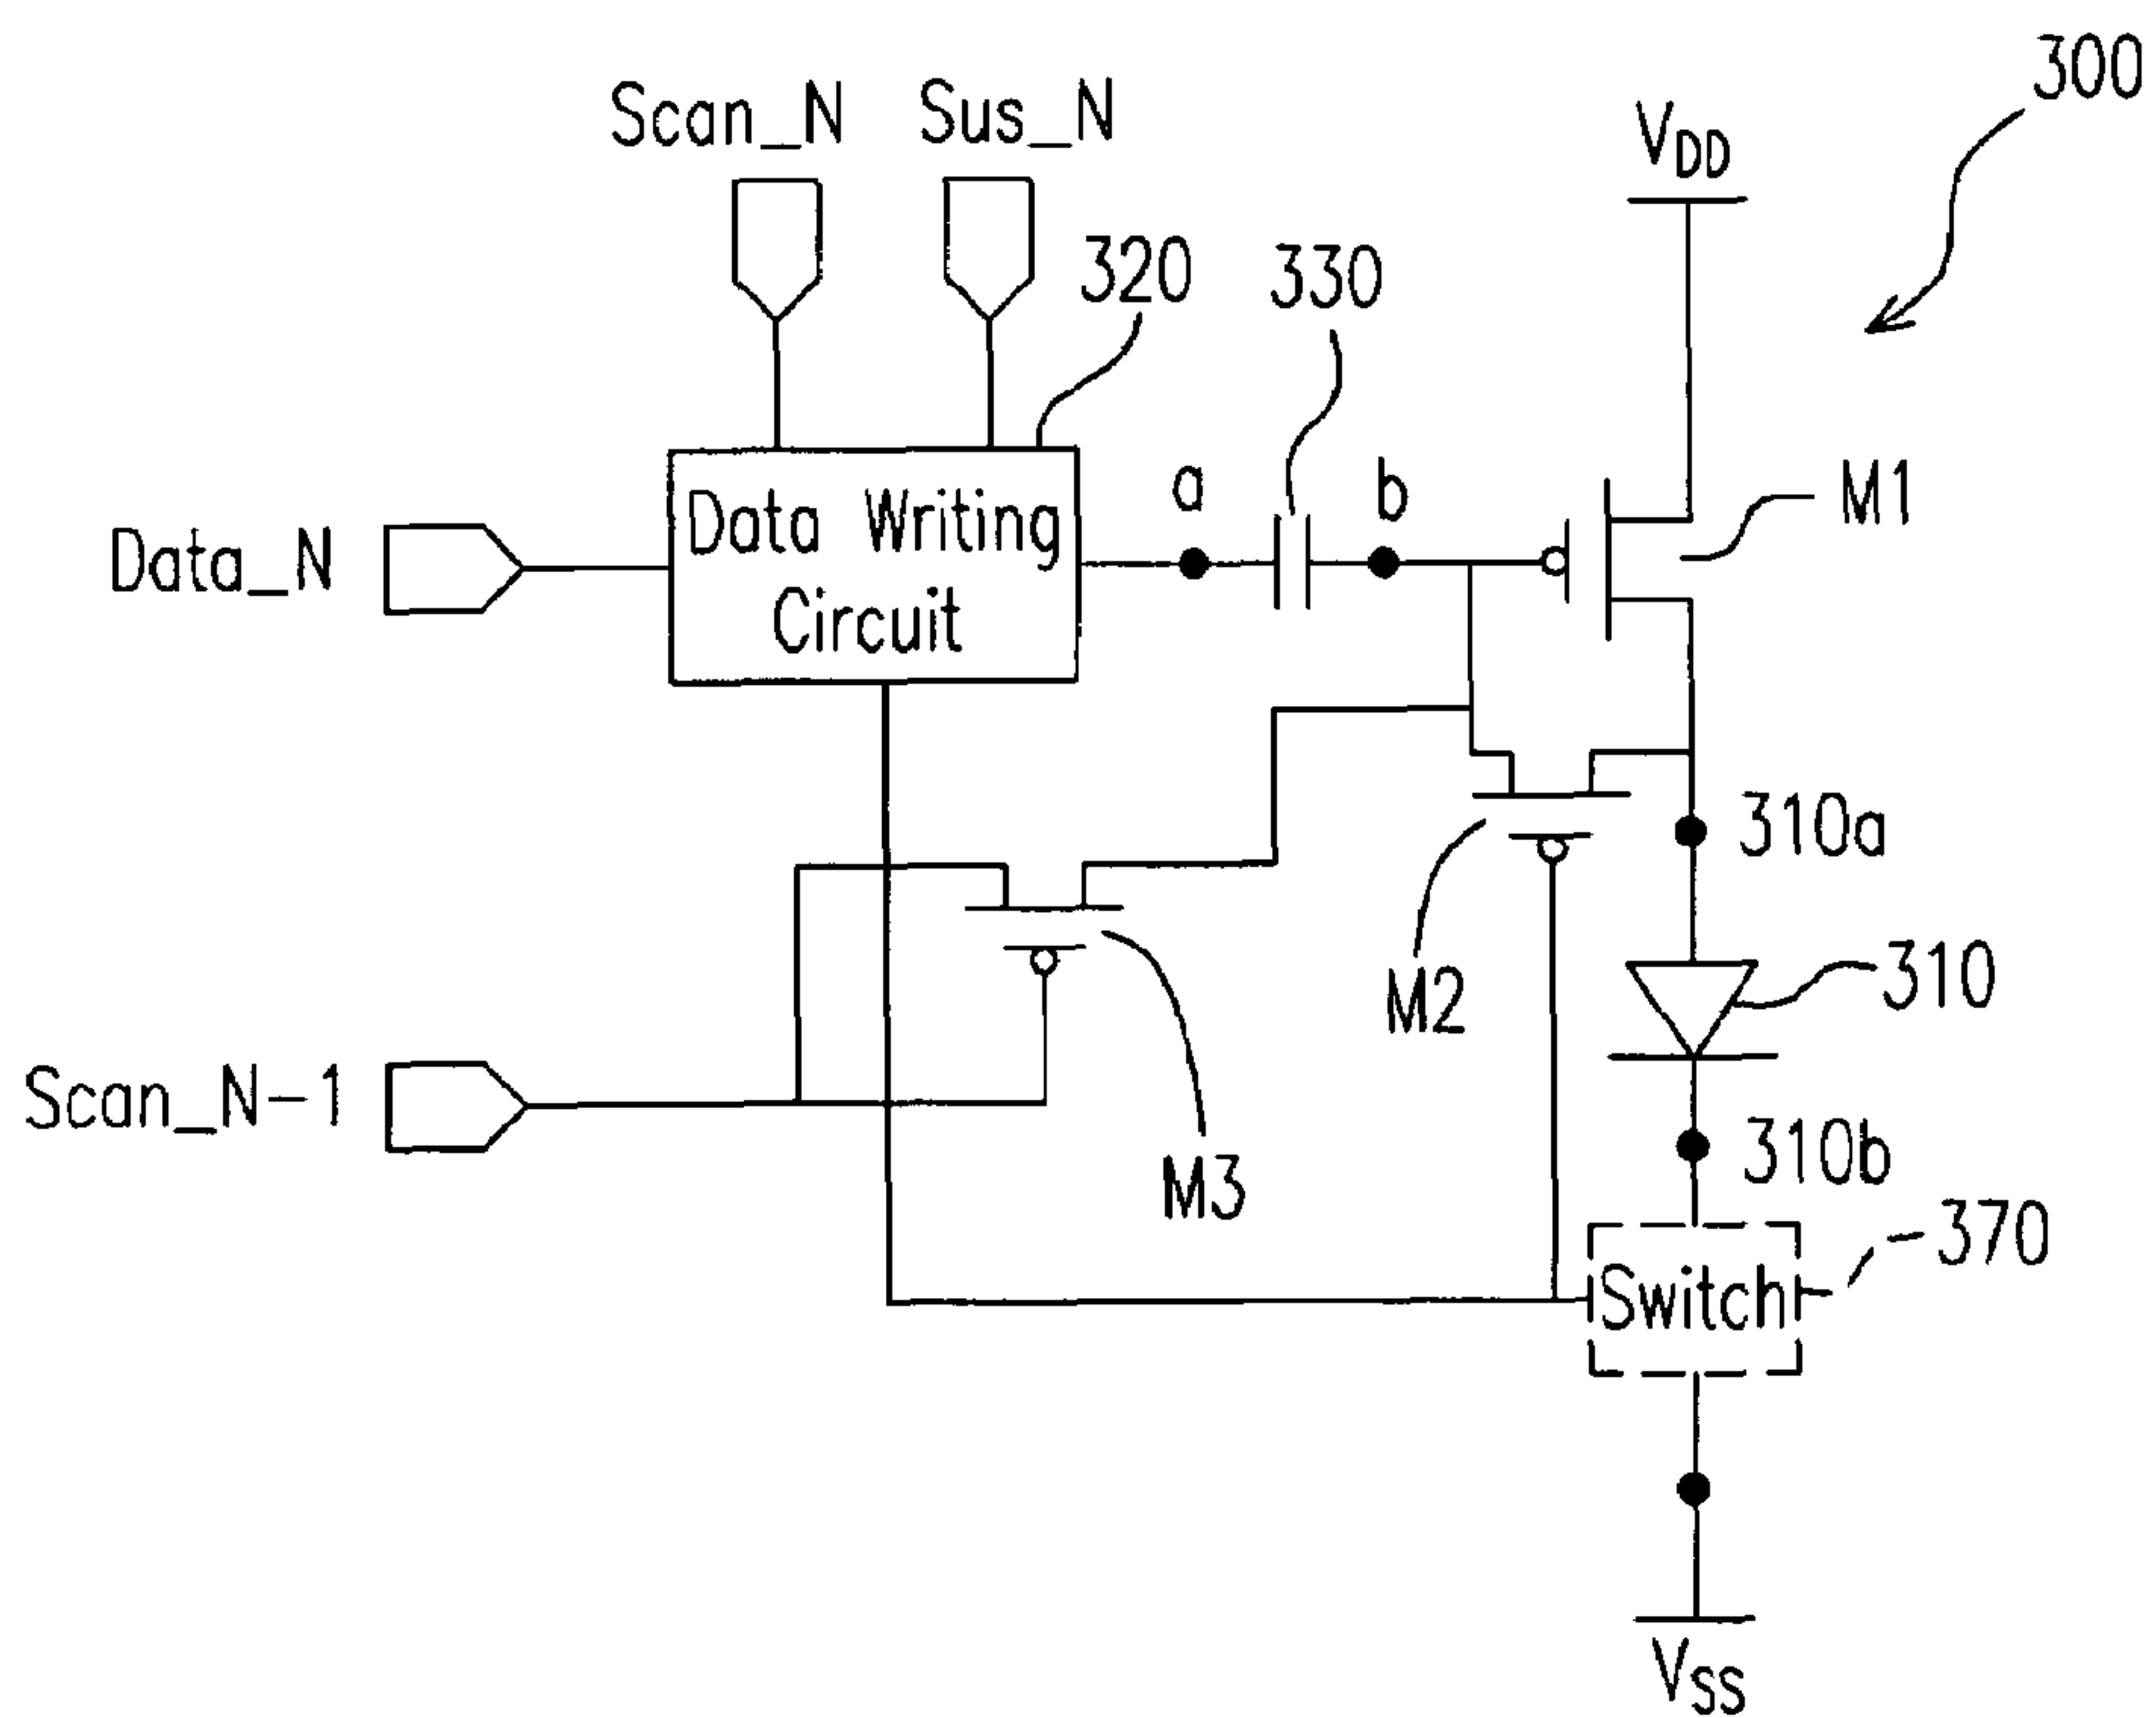 300
Scan_N
Sus_N
VDD
320
330
a
b
M1
Data_N
Data Writing
Circuit
310a
310
M2
Scan_N-1
M3
310b
370
Switch
VSS